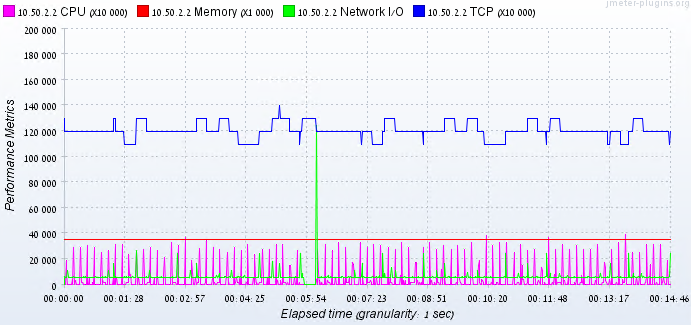 jmeter-plugins.org
10.50.2.2 CPU (X10 000) 10.50.2.2 Memory (X1 000) 10.50.2.2 Network I/O 10.50.2.2 TCP (X10 000)
200 000
180 000
160 000
140 000
120 000
100 000
80 000
60 000
40 000
20 000
0
Performance Metrics
00:00:00 00:01:28 00:02:57 00:04:25 00:05:54 00:07:23 00:08:51 00:10:20 00:11:48 00:13:17 00:14:46
Elapsed time (granularity: 1 sec)